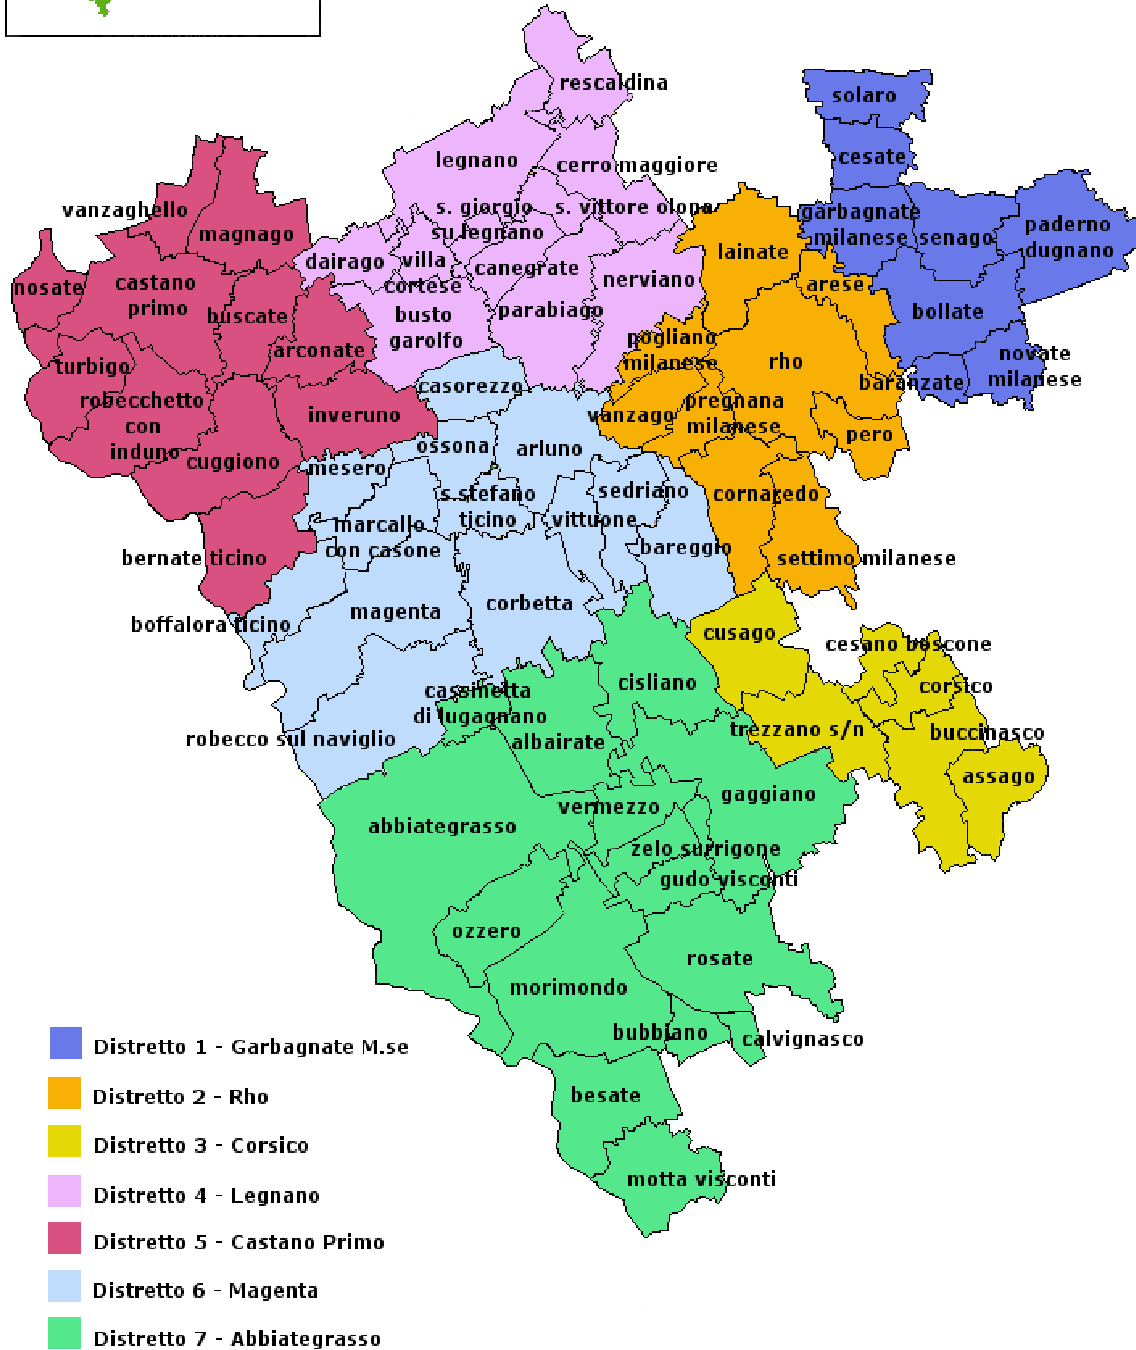 rescaldina
solaro
legnano
cerro maggiore
cesate
vanzaghello
s. giorgio
su legnano
s. vittore olona
garbagnate
milanese
senago
paderno
dugnano
magnago
dairago
villa
cortese
canegrate
nerviano
lainate
arese
nosate
castano
primo
buscate
busto
garolfo
parabiago
bollate
arconate
pogliano
milanese
rho
novate
milanese
turbigo
casorezzo
baranzate
robecchetto
con
induno
inveruno
vanzago
pregnana
milanese
pero
cuggiono
mesero
ossona
arluno
s.stefano
ticino
sedriano
cornaredo
vittuone
marcallo
con casone
bareggio
bernate ticino
settimo milanese
boffalora ticino
magenta
corbetta
cusago
cesano boscone
cassinetta
di lugagnano
cisliano
corsico
robecco sul naviglio
albairate
trezzano s/n
buccinasco
assago
abbiategrasso
vermezzo
gaggiano
zelo surrigone
gudo visconti
ozzero
rosate
morimondo
bubbiano
calvignasco
besate
motta visconti
Distretto 1 - Garbagnate M.se
Distretto 2 - Rho
Distretto 3 - Corsico
Distretto 4 - Legnano
Distretto 5 - Castano Primo
Distretto 6 - Magenta
Distretto 7 - Abbiategrasso